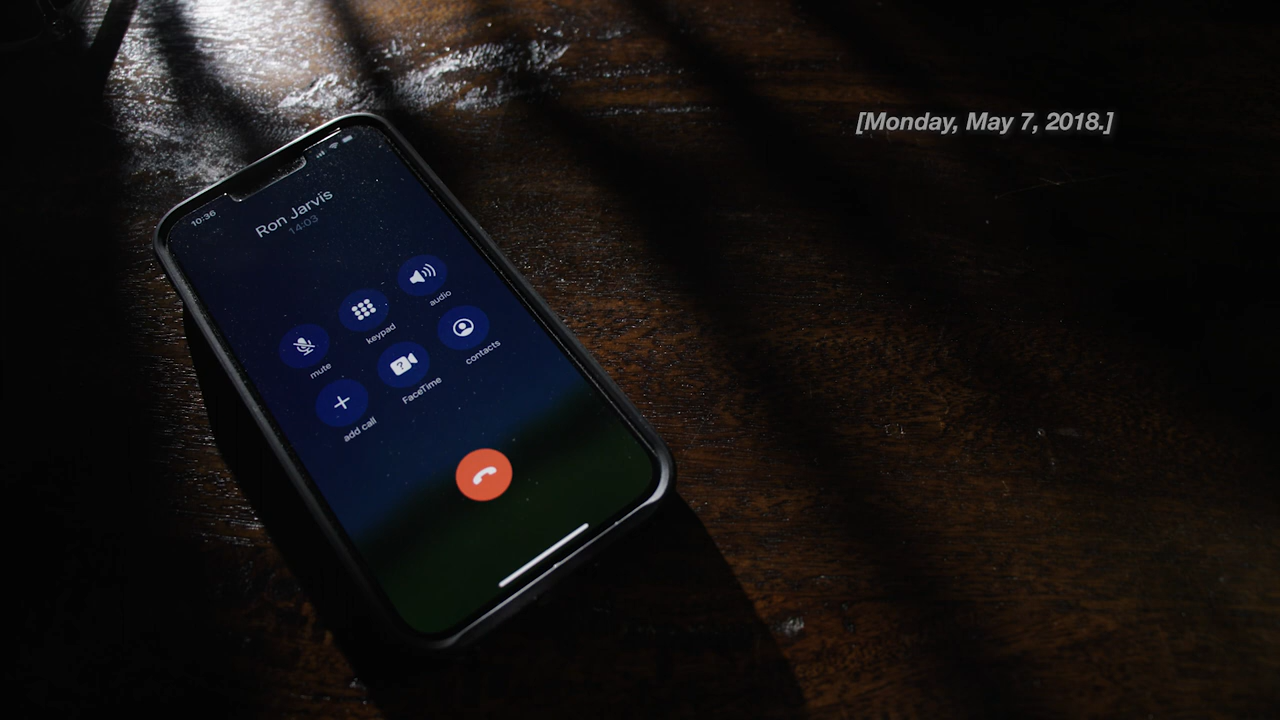 [Monday, May 7, 2018.]
10:36
Ron Jarvis
14:03
mute
keypad
audio
add call
FaceTime
contacts